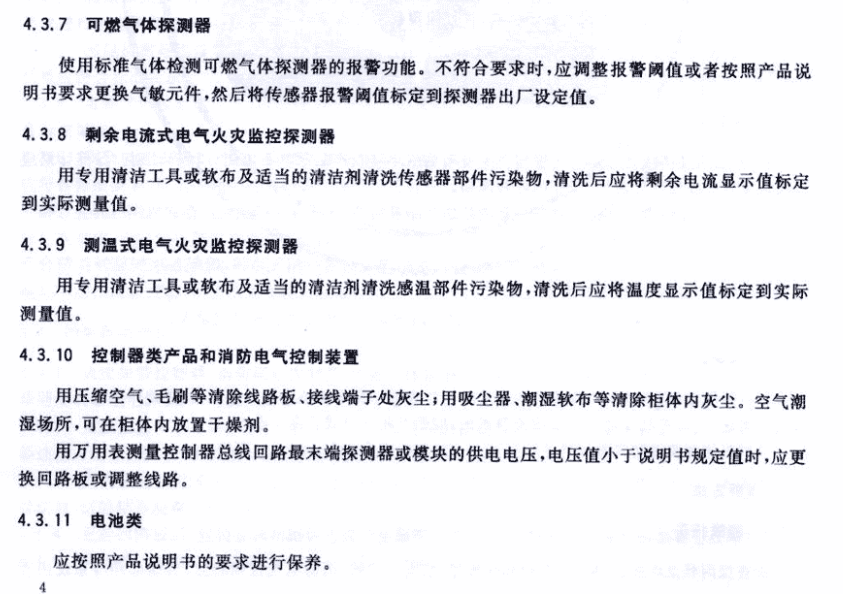 4.3.7 可燃气体探测器
使用标准气体检测可燃气体探测器的报警功能。不符合要求时,应调整报警阈值或者按照产品说
明书要求更换气敏元件,然后将传感器报警阈值标定到探测器出厂设定值。
4.3.8 剩余电流式电气火灾监控探测器
用专用清洁工具或软布及适当的清洁剂清洗传感器部件污染物,清洗后应将剩余电流显示值标定
到实际测量值。
4.3.9 测温式电气火灾监控探测器
用专用清洁工具或软布及适当的清洁剂清洗感温部件污染物,清洗后应将温度显示值标定到实际
测量值。
4.3.10 控制器类产品和消防电气控制装置
用压缩空气、毛刷等清除线路板、接线端子处灰尘;用吸尘器、潮湿软布等清除柜体内灰尘。空气潮
湿场所,可在柜体内放置干燥剂。
用万用表测量控制器总线回路最末端探测器或模块的供电电压,电压值小于说明书规定值时,应更
换回路板或调整线路。
4.3.11 电池类
应按照产品说明书的要求进行保养。
4